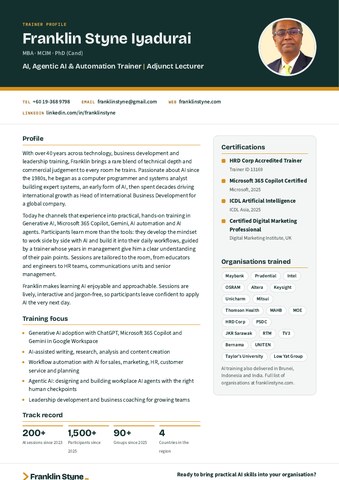 TRAINER PROFILE
Franklin Styne Iyadurai
MBA · MCIM · PhD (Cand)
AI, Agentic AI & Automation Trainer | Adjunct Lecturer
TEL +60 19-368 9798 EMAIL franklinstyne@gmail.com WEB franklinstyne.com
LINKEDIN linkedin.com/in/franklinstyne
Profile
With over 40 years across technology, business development and
leadership training, Franklin brings a rare blend of technical depth and
commercial judgement to every room he trains. Passionate about AI since
the 1980s, he began as a computer programmer and systems analyst
building expert systems, an early form of AI, then spent decades driving
international growth as Head of International Business Development for
a global company.
Today he channels that experience into practical, hands-on training in
Generative AI, Microsoft 365 Copilot, Gemini, AI automation and AI
agents. Participants learn more than the tools: they develop the mindset
to work side by side with AI and build it into their daily workflows, guided
by a trainer whose years in management give him a clear understanding
of their pain points. Sessions are tailored to the room, from educators
and engineers to HR teams, communications units and senior
management.
Franklin makes learning AI enjoyable and approachable. Sessions are
lively, interactive and jargon-free, so participants leave confident to apply
AI the very next day.
Training focus
Generative AI adoption with ChatGPT, Microsoft 365 Copilot and
Gemini in Google Workspace
AI-assisted writing, research, analysis and content creation
Workflow automation with AI for sales, marketing, HR, customer
service and planning
Agentic AI: designing and building workplace AI agents with the right
human checkpoints
Leadership development and business coaching for growing teams
Track record
200+ 1,500+ 90+ 4
AI sessions since 2023 Participants since 2023 Groups since 2023 Countries in the region
Certifications
HRD Corp Accredited Trainer
Trainer ID 11109
Microsoft 365 Copilot Certified
Microsoft, 2025
ICDL Artificial Intelligence
ICDL Asia, 2025
Certified Digital Marketing
Professional
Digital Marketing Institute, UK
Organisations trained
Maybank Prudential Intel
OSRAM Altera Keysight
Unicharm Mitsui
Thomson Health WAHB MOE
HRD Corp PSDC
JKR Sarawak RTM TV3
Bernama UNITEN
Taylor's University Low Yat Group
AI training also delivered in Brunei,
Indonesia and India. Full list of
organisations at franklinstyne.com.
Franklin Styne
Ready to bring practical AI skills into your organisation?